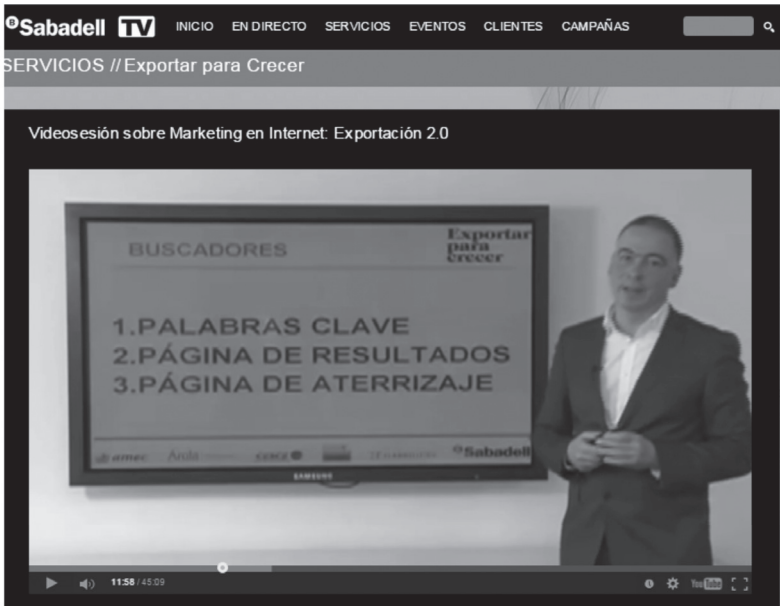 B Sabadell TV INICIO EN DIRECTO SERVICIOS EVENTOS CLIENTES CAMPAÑAS
SERVICIOS // Exportar para Crecer
Videosesión sobre Marketing en Internet: Exportación 2.0
BUSCADORES
Exportar
para
crecer
1.PALABRAS CLAVE
2.PÁGINA DE RESULTADOS
3.PÁGINA DE ATERRIZAJE
amec B Sabadell
SAMSUNG
11:58 / 45:09 YouTube